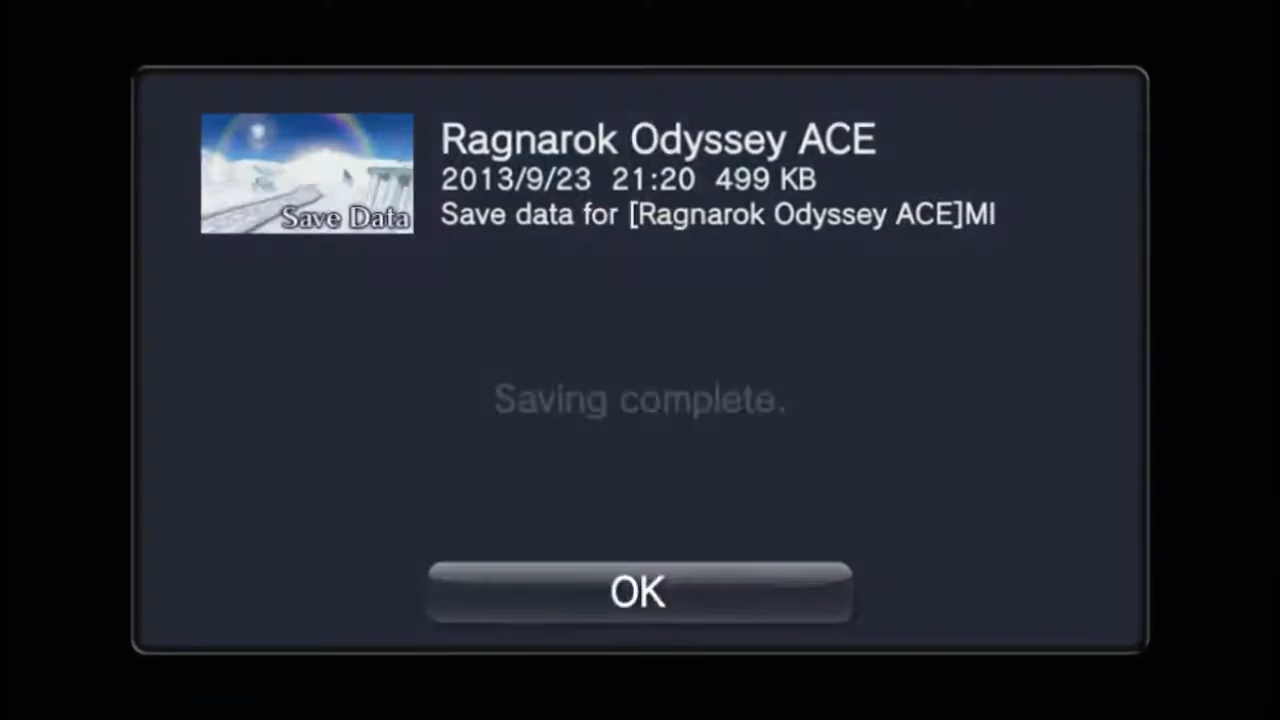 Ragnarok Odyssey ACE
2013/9/23 21:20 499 KB
Save Data
Save data for [Ragnarok Odyssey ACE]MI
Saving complete.
OK